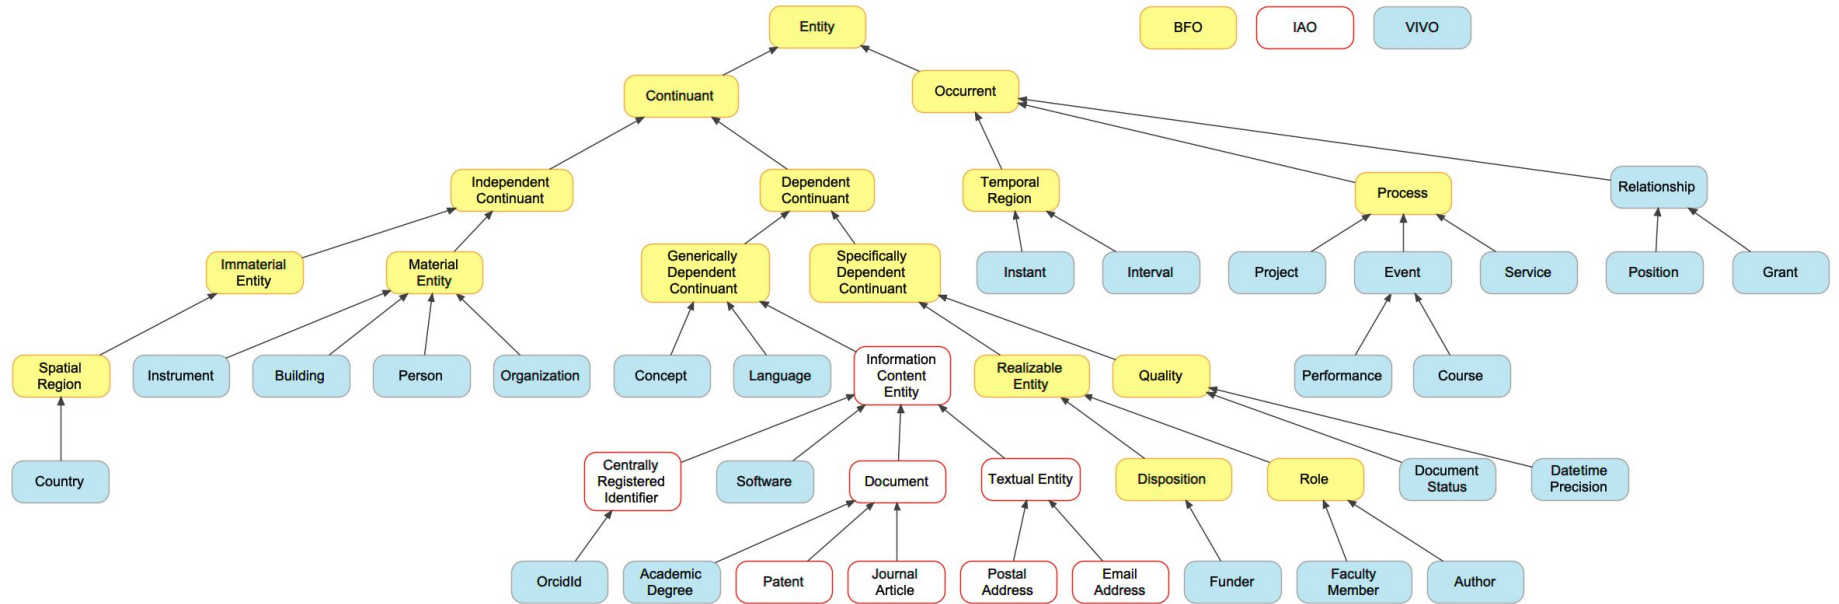 Entity
BFO
IAO
VIVO
Continuant
Occurrent
Independent
Continuant
Dependent
Continuant
Temporal
Region
Process
Relationship
Immaterial
Entity
Material
Entity
Generically
Dependent
Continuant
Specifically
Dependent
Continuant
Instant
Interval
Project
Event
Service
Position
Grant
Spatial
Region
Instrument
Building
Person
Organization
Concept
Language
Information
Content
Entity
Realizable
Entity
Quality
Performance
Course
Country
Centrally
Registered
Identifier
Software
Document
Textual Entity
Disposition
Role
Document
Status
Datetime
Precision
OrcidId
Academic
Degree
Patent
Journal
Article
Postal
Address
Email
Address
Funder
Faculty
Member
Author